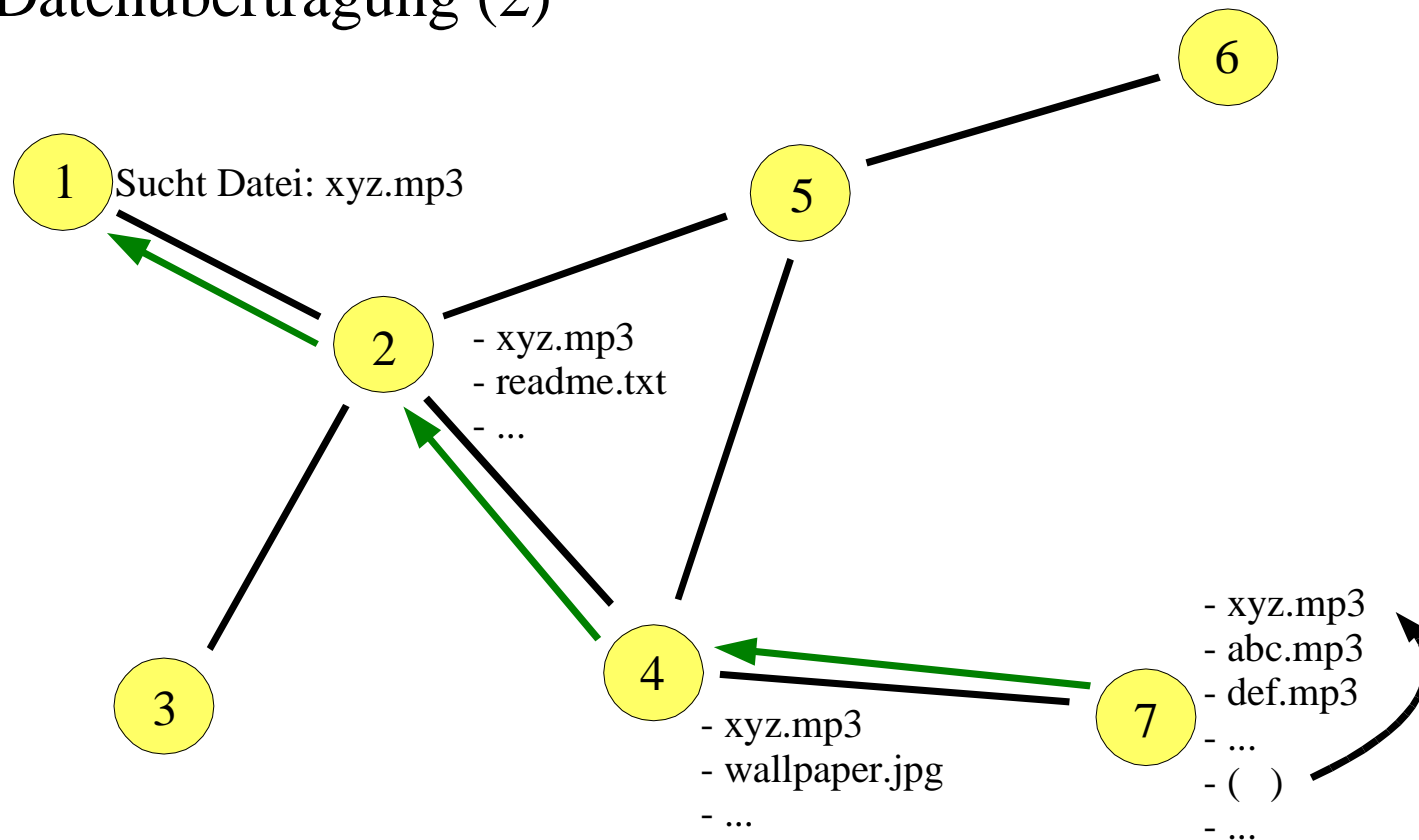 Datenübertragung (2)
6
1 Sucht Datei: xyz.mp3
5
2
- xyz.mp3
- readme.txt
- ...
3
4
- xyz.mp3
- wallpaper.jpg
- ...
7
- xyz.mp3
- abc.mp3
- def.mp3
- ...
- ( )
- ...